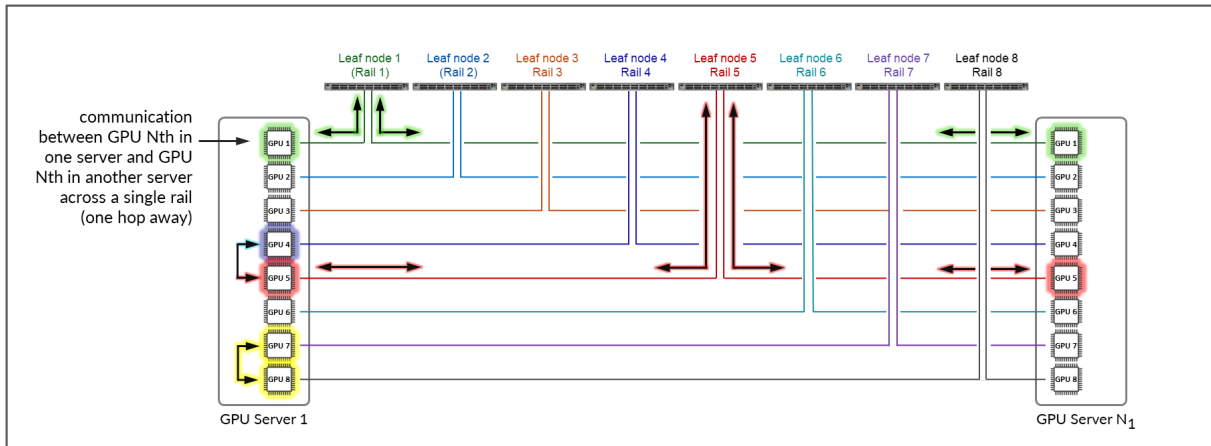 Leaf node 1
(Rail 1)
Leaf node 2
(Rail 2)
Leaf node 3
Rail 3
Leaf node 4
Rail 4
Leaf node 5
Rail 5
Leaf node 6
Rail 6
Leaf node 7
Rail 7
Leaf node 8
Rail 8
communication
between GPU Nth in
one server and GPU
Nth in another server
across a single rail
(one hop away)
GPU 1
GPU 2
GPU 3
GPU 4
GPU 5
GPU 6
GPU 7
GPU 8
GPU Server 1
GPU 1
GPU 2
GPU 3
GPU 4
GPU 5
GPU 6
GPU 7
GPU 8
GPU Server N1